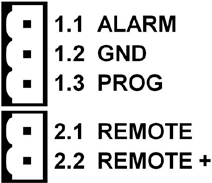 1.1 ALARM
1.2 GND
1.3 PROG
2.1 REMOTE
2.2 REMOTE +